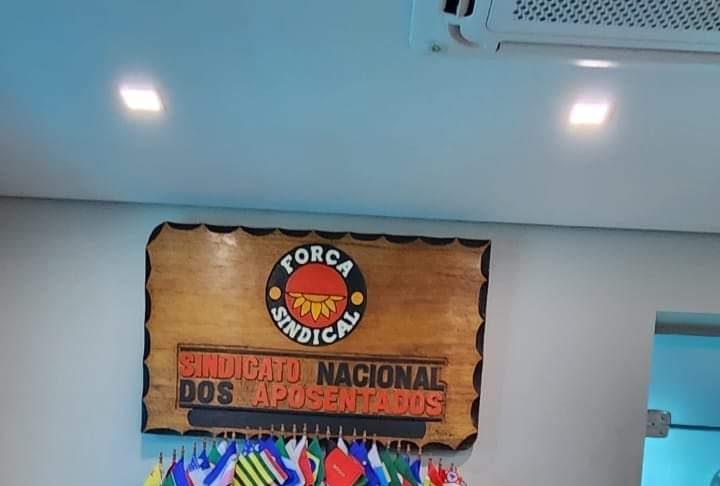 FORÇA
SINDICAL
SINDICATO NACIONAL
DOS APOSENTADOS